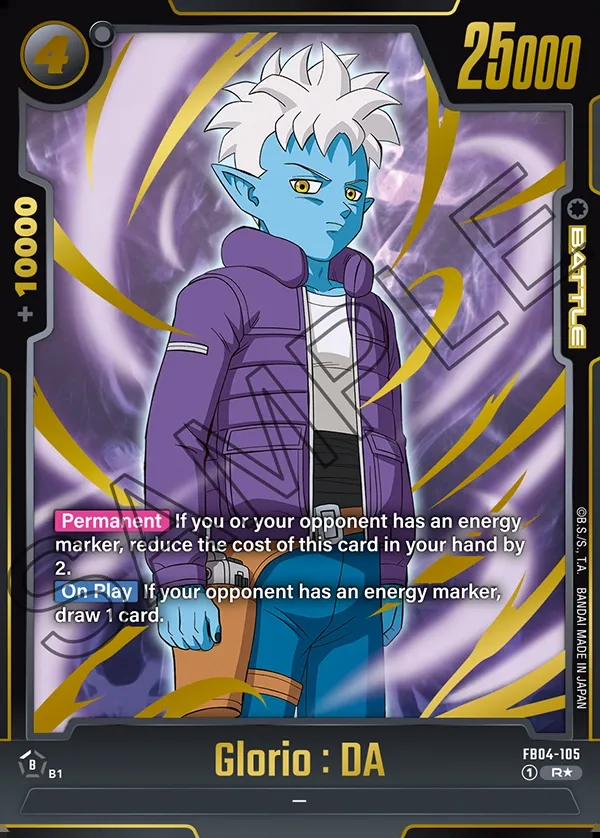 4
25000
+10000
BATTLE
SAMPLE
Permanent If you or your opponent has an energy
marker, reduce the cost of this card in your hand by
2.
On Play If your opponent has an energy marker,
draw 1 card.
©B.S./S., T.A. BANDAI MADE IN JAPAN
Glorio : DA
FB04-105
B
B1
1 R★
–